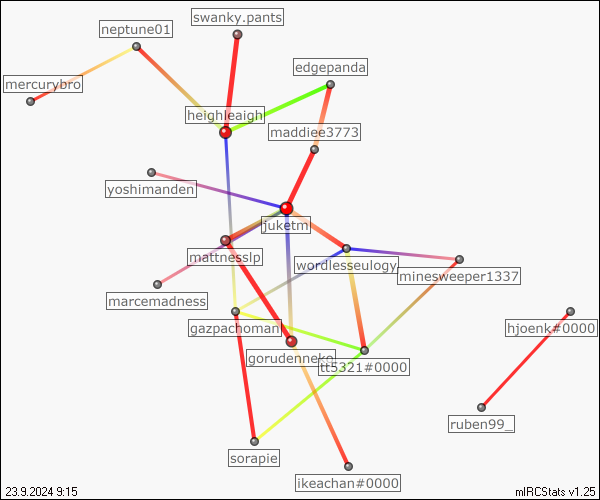 swanky.pants
neptune01
edgepanda
mercurybro
heighleaigh
maddiee3773
yoshimanden
juketm
mattnesslp
wordlesseulogy
minesweeper1337
marcemadness
gazpachoman
hjoenk#0000
gorudenneko
tt5321#0000
ruben99_
sorapie
ikeachan#0000
23.9.2024 9:15
mIRCStats v1.25